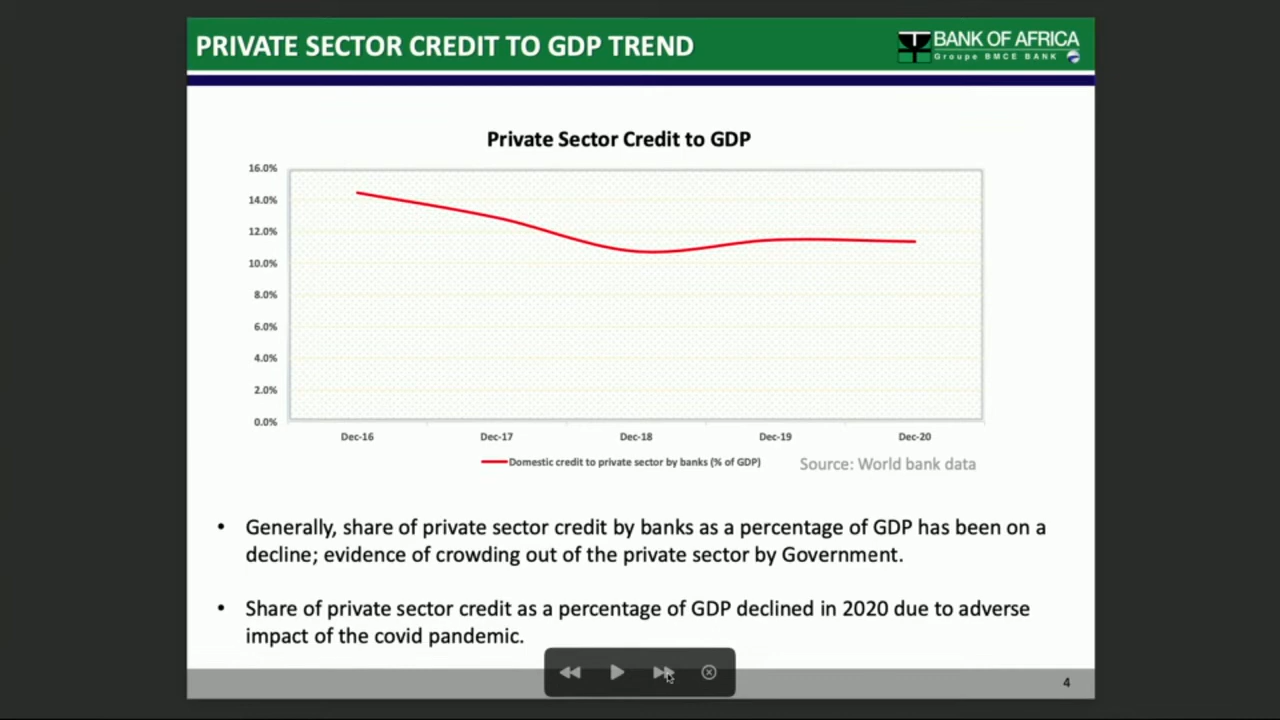 PRIVATE SECTOR CREDIT TO GDP TREND
BANK OF AFRICA
Groupe BMCE BANK
Private Sector Credit to GDP
16.0%
14.0%
12.0%
10.0%
8.0%
6.0%
4.0%
2.0%
0.0%
Dec-16 Dec-17 Dec-18 Dec-19 Dec-20
Domestic credit to private sector by banks (% of GDP)
Source: World bank data
• Generally, share of private sector credit by banks as a percentage of GDP has been on a
decline; evidence of crowding out of the private sector by Government.
• Share of private sector credit as a percentage of GDP declined in 2020 due to adverse
impact of the covid pandemic.
4